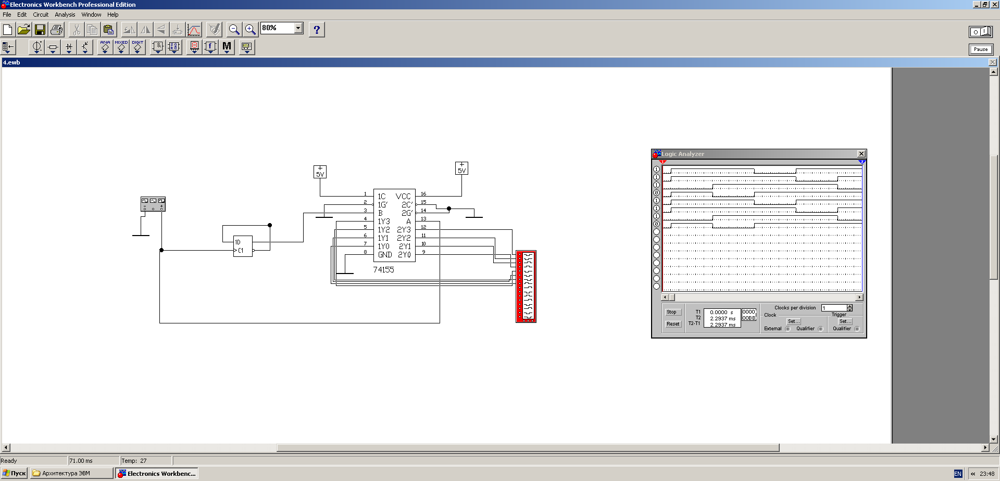 Electronics Workbench Professional Edition
File Edit Circuit Analysis Window Help
80%
?
ANA MIXED DIGIT
M
Pause
4.ewb
5V
5V
1 1C VCC 16
2 1G' 2C' 15
3 B 2G' 14
4 1Y3 A 13
5 1Y2 2Y3 12
6 1Y1 2Y2 11
7 1Y0 2Y1 10
8 GND 2Y0 9
74155
1D
C1
Logic Analyzer
1 2
1
1
1
0
1
1
1
0
Stop
Reset
T1 0.0000 s 0000
T2 2.2937 ms 00BB
T2-T1 2.2937 ms
Clocks per division 1
Clock
Set...
External Qualifier
Trigger
Set...
Qualifier
Ready 71.00 ms Temp: 27
Пуск Архитектура ЭВМ Electronics Workbenc... EN « 23:48